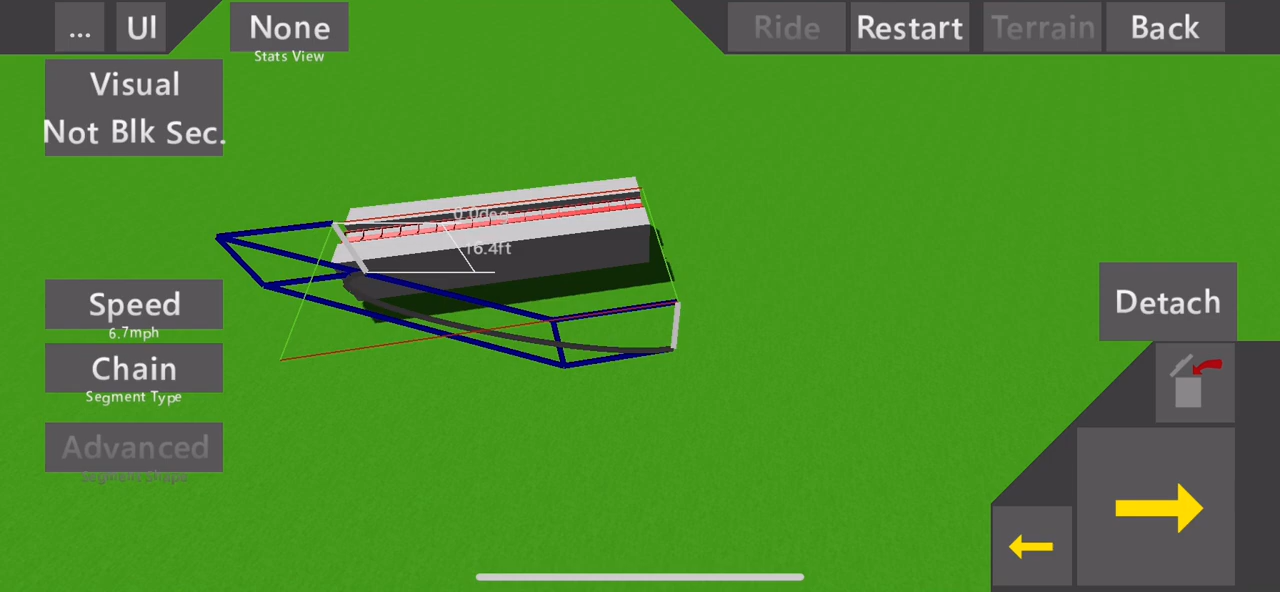 ... UI None Ride Restart Terrain Back
Stats View
Visual
Not Blk Sec.
0.0deg
16.4ft
Speed
6.7mph
Detach
Chain
Segment Type
Advanced
Segment Shape